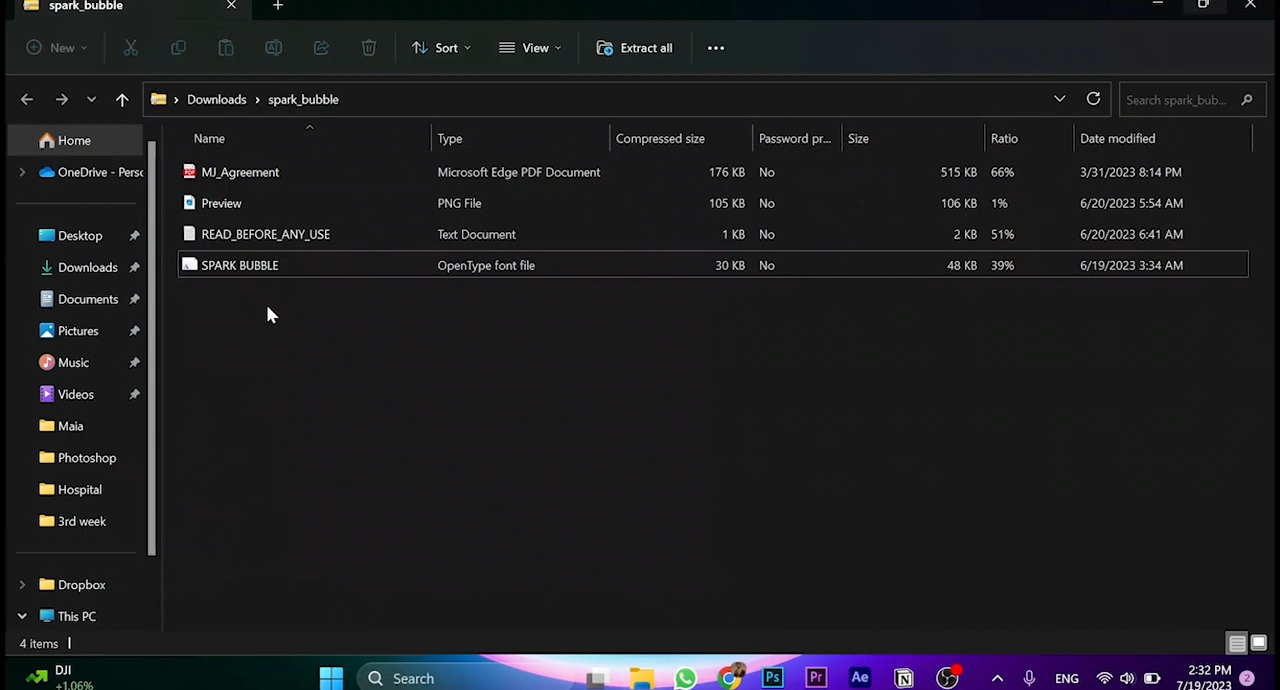 spark_bubble
New
Sort
View
Extract all
Downloads
spark_bubble
Search spark_bub...
Name Type Compressed size Password pr... Size Ratio Date modified
MJ_Agreement Microsoft Edge PDF Document 176 KB No 515 KB 66% 3/31/2023 8:14 PM
Preview PNG File 105 KB No 106 KB 1% 6/20/2023 5:54 AM
READ_BEFORE_ANY_USE Text Document 1 KB No 2 KB 51% 6/20/2023 6:41 AM
SPARK BUBBLE OpenType font file 30 KB No 48 KB 39% 6/19/2023 3:34 AM
Home
OneDrive - Perso
Desktop
Downloads
Documents
Pictures
Music
Videos
Maia
Photoshop
Hospital
3rd week
Dropbox
This PC
4 items
DJI
+1.06%
Search
Ps
Pr
Ae
N
ENG
2:32 PM
7/19/2023
2